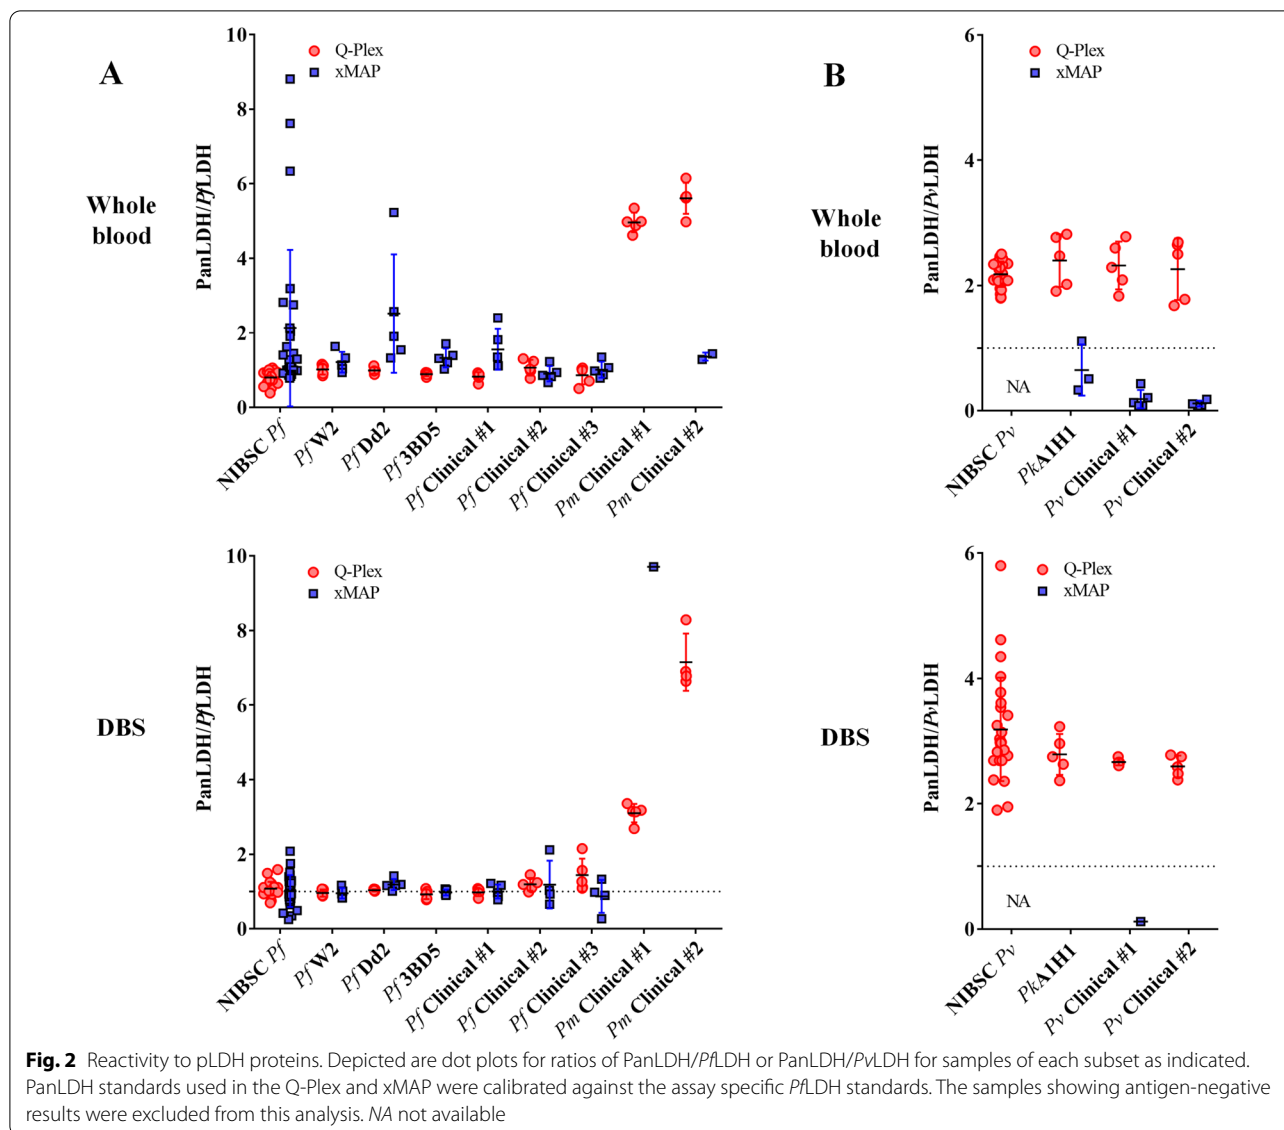 A
Whole
blood
PanLDH/PfLDH
10
8
6
4
2
0
Q-Plex
xMAP
NIBSC Pf
Pf W2
Pf Dd2
Pf 3BD5
Pf Clinical #1
Pf Clinical #2
Pf Clinical #3
Pm Clinical #1
Pm Clinical #2
B
Whole
blood
PanLDH/PvLDH
6
4
2
0
Q-Plex
xMAP
NA
NIBSC Pv
PkA1H1
Pv Clinical #1
Pv Clinical #2
DBS
PanLDH/PfLDH
10
8
6
4
2
0
Q-Plex
xMAP
NIBSC Pf
Pf W2
Pf Dd2
Pf 3BD5
Pf Clinical #1
Pf Clinical #2
Pf Clinical #3
Pm Clinical #1
Pm Clinical #2
DBS
PanLDH/PvLDH
6
4
2
0
Q-Plex
xMAP
NA
NIBSC Pv
PkA1H1
Pv Clinical #1
Pv Clinical #2
Fig. 2 Reactivity to pLDH proteins. Depicted are dot plots for ratios of PanLDH/PfLDH or PanLDH/PvLDH for samples of each subset as indicated.
PanLDH standards used in the Q-Plex and xMAP were calibrated against the assay specific PfLDH standards. The samples showing antigen-negative
results were excluded from this analysis. NA not available